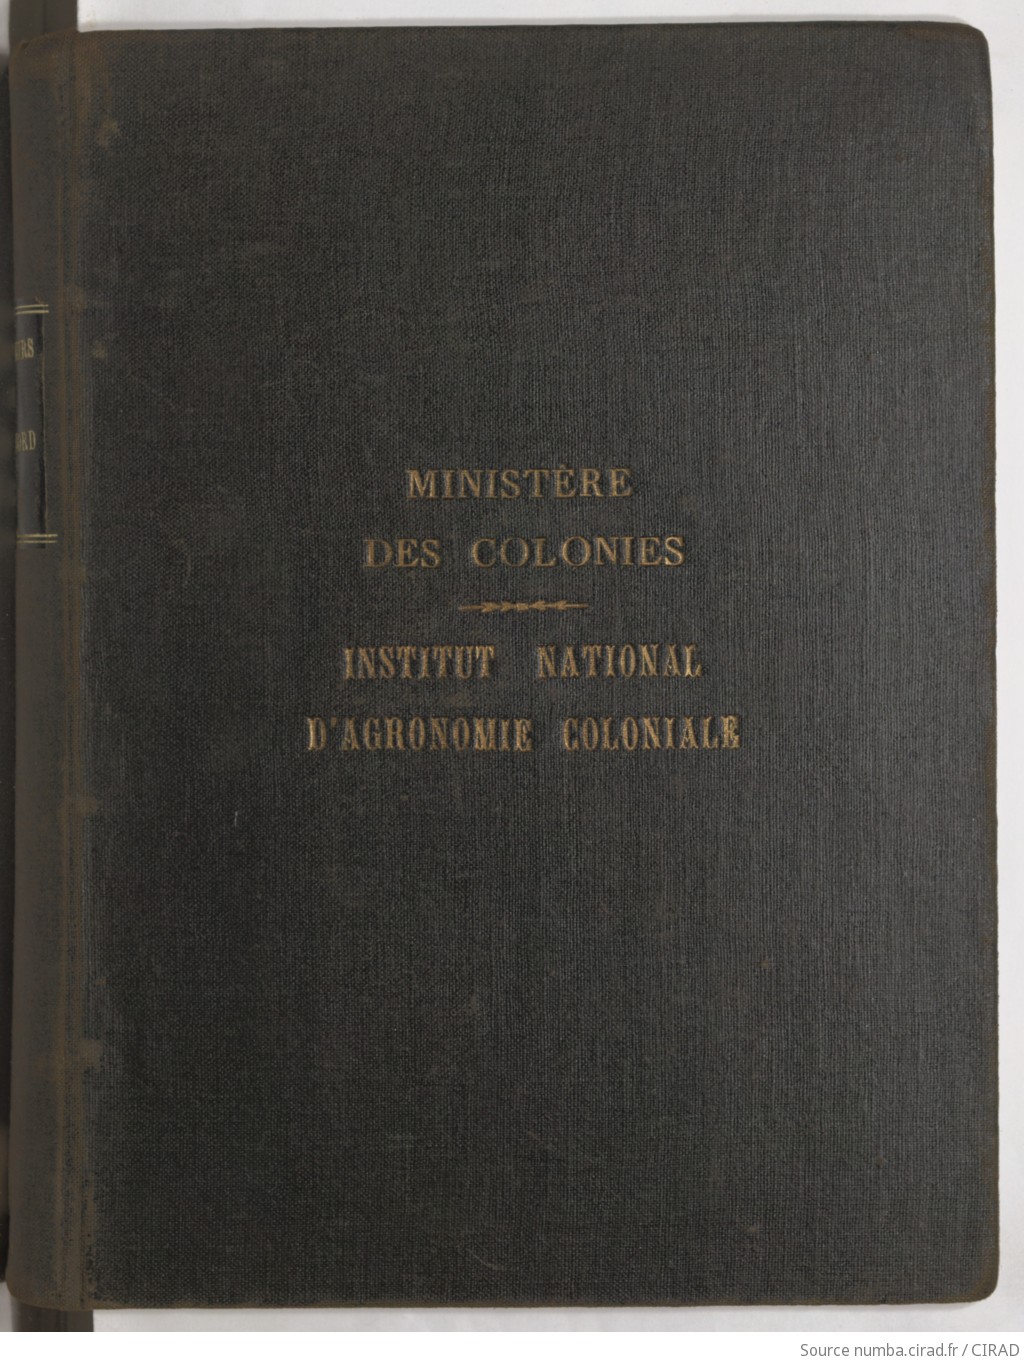 MINISTÈRE
DES COLONIES
INSTITUT NATIONAL
D'AGRONOMIE COLONIALE
Source numba.cirad.fr / CIRAD